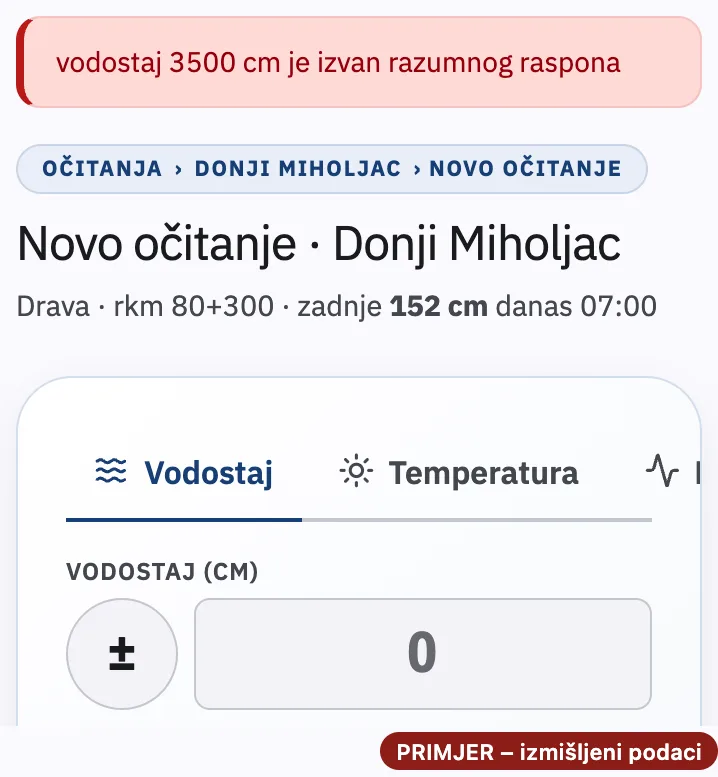 vodostaj 3500 cm je izvan razumnog raspona
OČITANJA › DONJI MIHOLJAC › NOVO OČITANJE
Novo očitanje · Donji Miholjac
Drava · rkm 80+300 · zadnje 152 cm danas 07:00
Vodostaj Temperatura
VODOSTAJ (CM)
± 0
PRIMJER – izmišljeni podaci